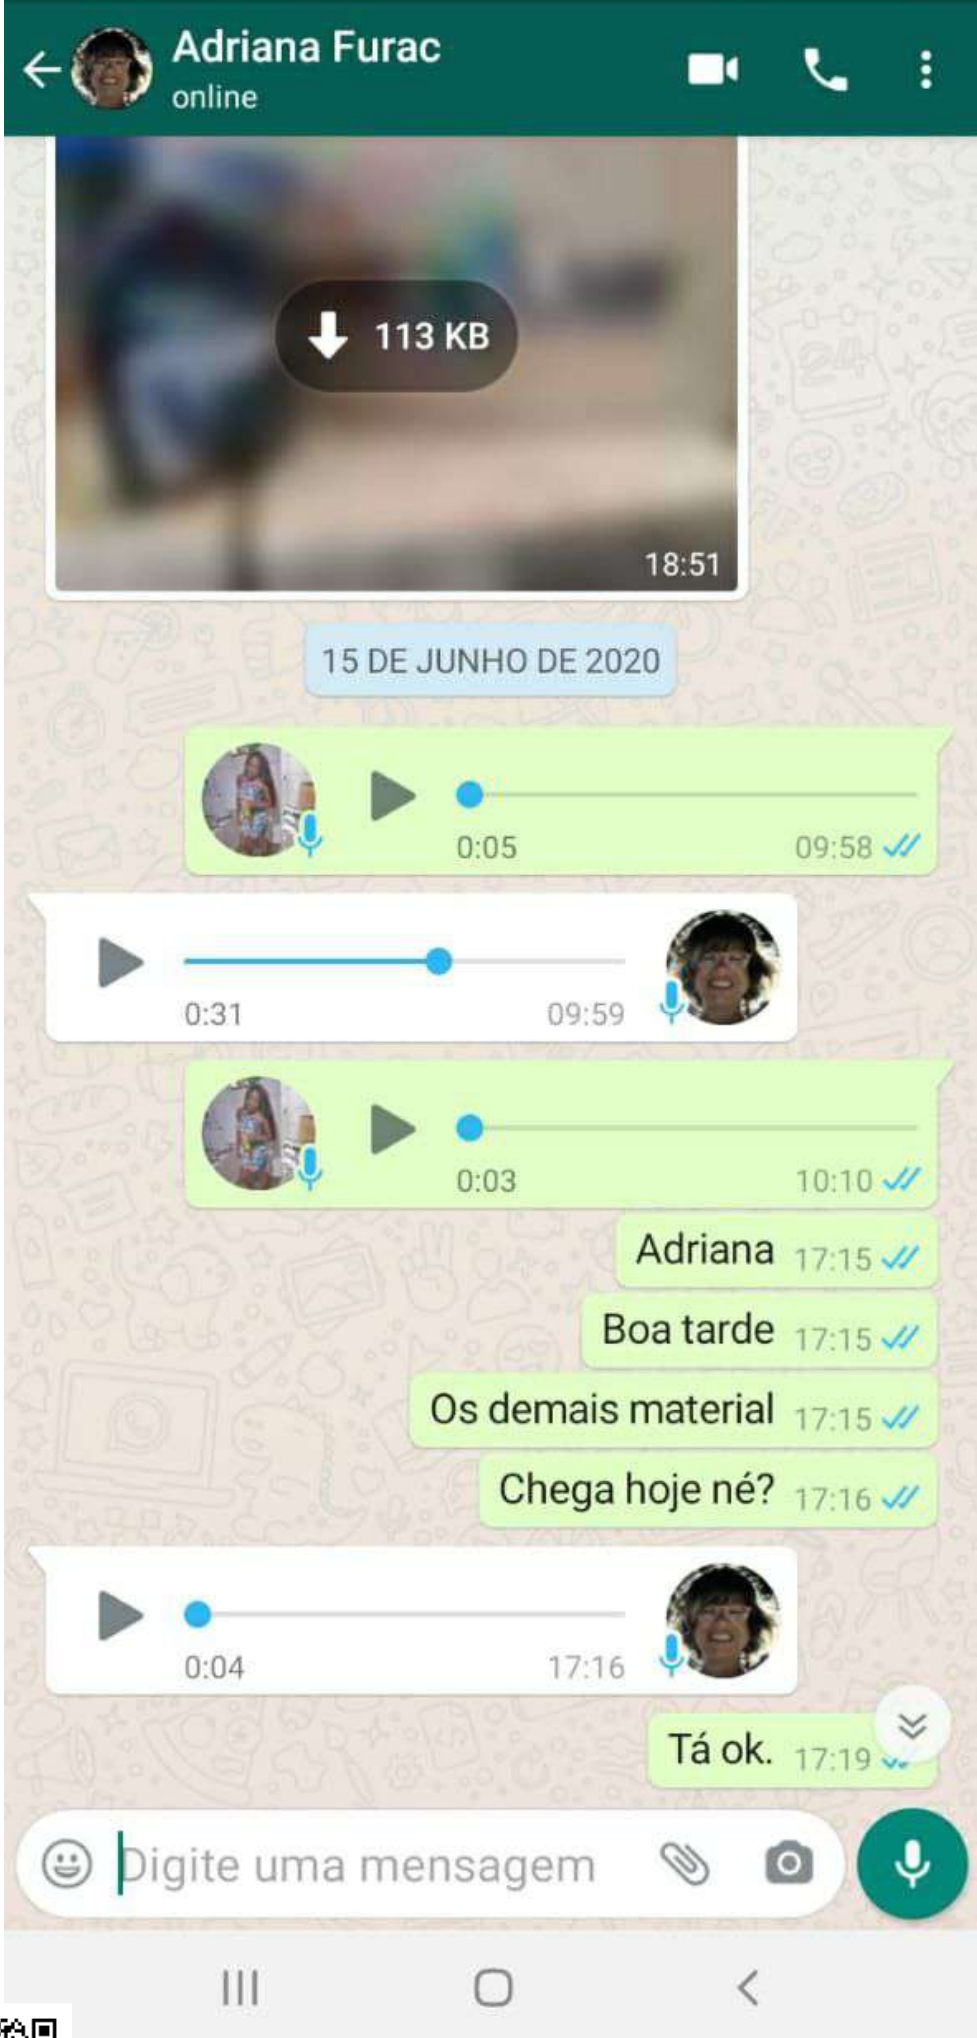 Adriana Furac
online
113 KB
18:51
15 DE JUNHO DE 2020
0:05 09:58
0:31 09:59
0:03 10:10
Adriana 17:15
Boa tarde 17:15
Os demais material 17:15
Chega hoje né? 17:16
0:04 17:16
Tá ok. 17:19
Digite uma mensagem